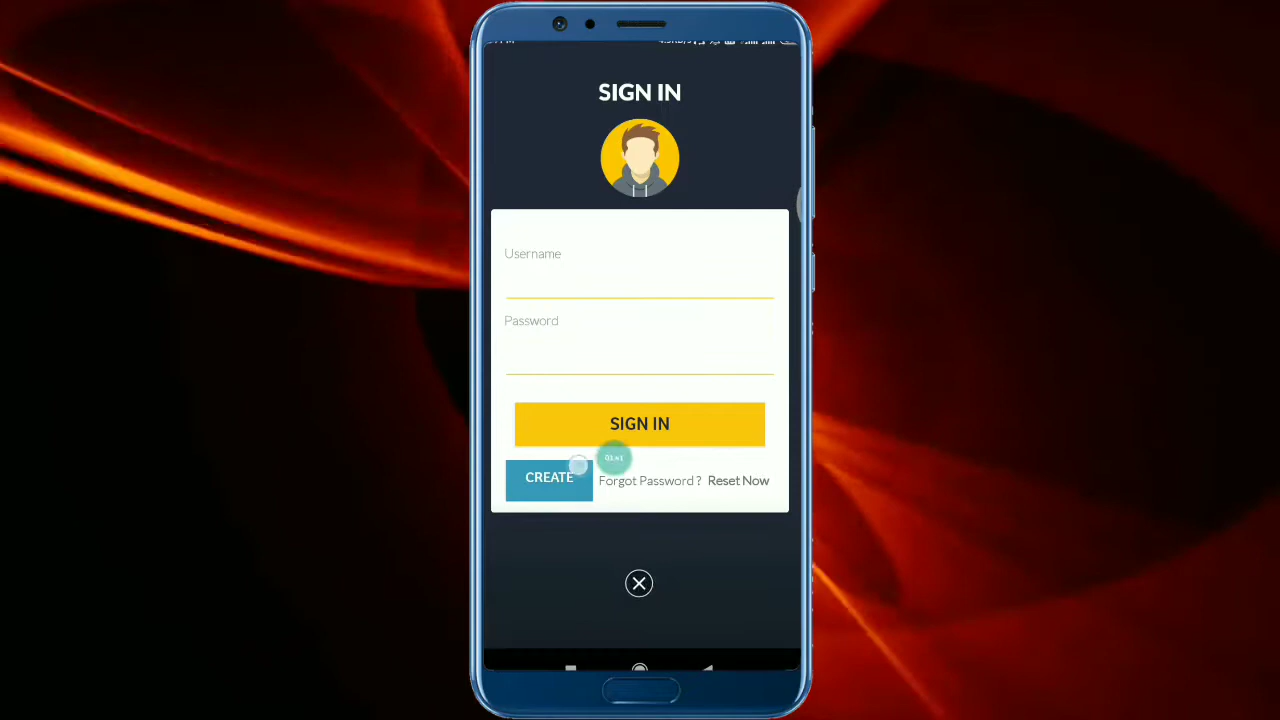 SIGN IN
Username
Password
SIGN IN
CREATE
Forgot Password ? Reset Now